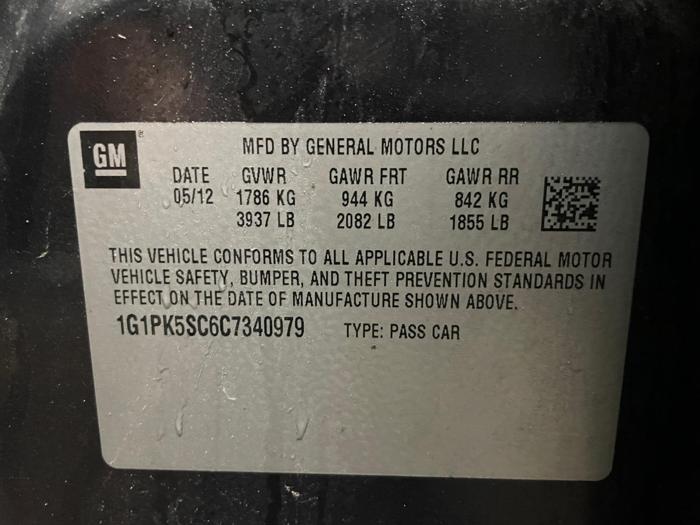 GM
MFD BY GENERAL MOTORS LLC
DATE GVWR GAWR FRT GAWR RR
05/12 1786 KG 944 KG 842 KG
3937 LB 2082 LB 1855 LB
THIS VEHICLE CONFORMS TO ALL APPLICABLE U.S. FEDERAL MOTOR
VEHICLE SAFETY, BUMPER, AND THEFT PREVENTION STANDARDS IN
EFFECT ON THE DATE OF MANUFACTURE SHOWN ABOVE.
1G1PK5SC6C7340979 TYPE: PASS CAR